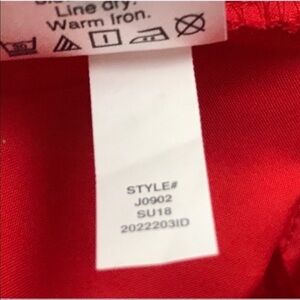 Line dry.
Warm Iron.
STYLE#
J0902
SU18
2022203ID